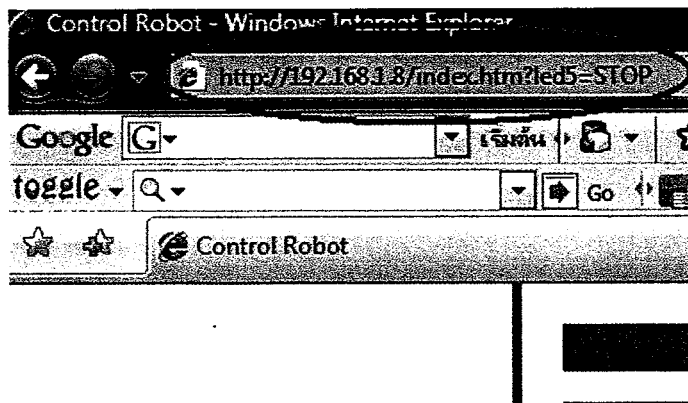 Control Robot - Windows Internet Explorer
http://192.168.1.8/index.htm?led5=STOP
Google G เริ่มต้น
toggle Go
Control Robot